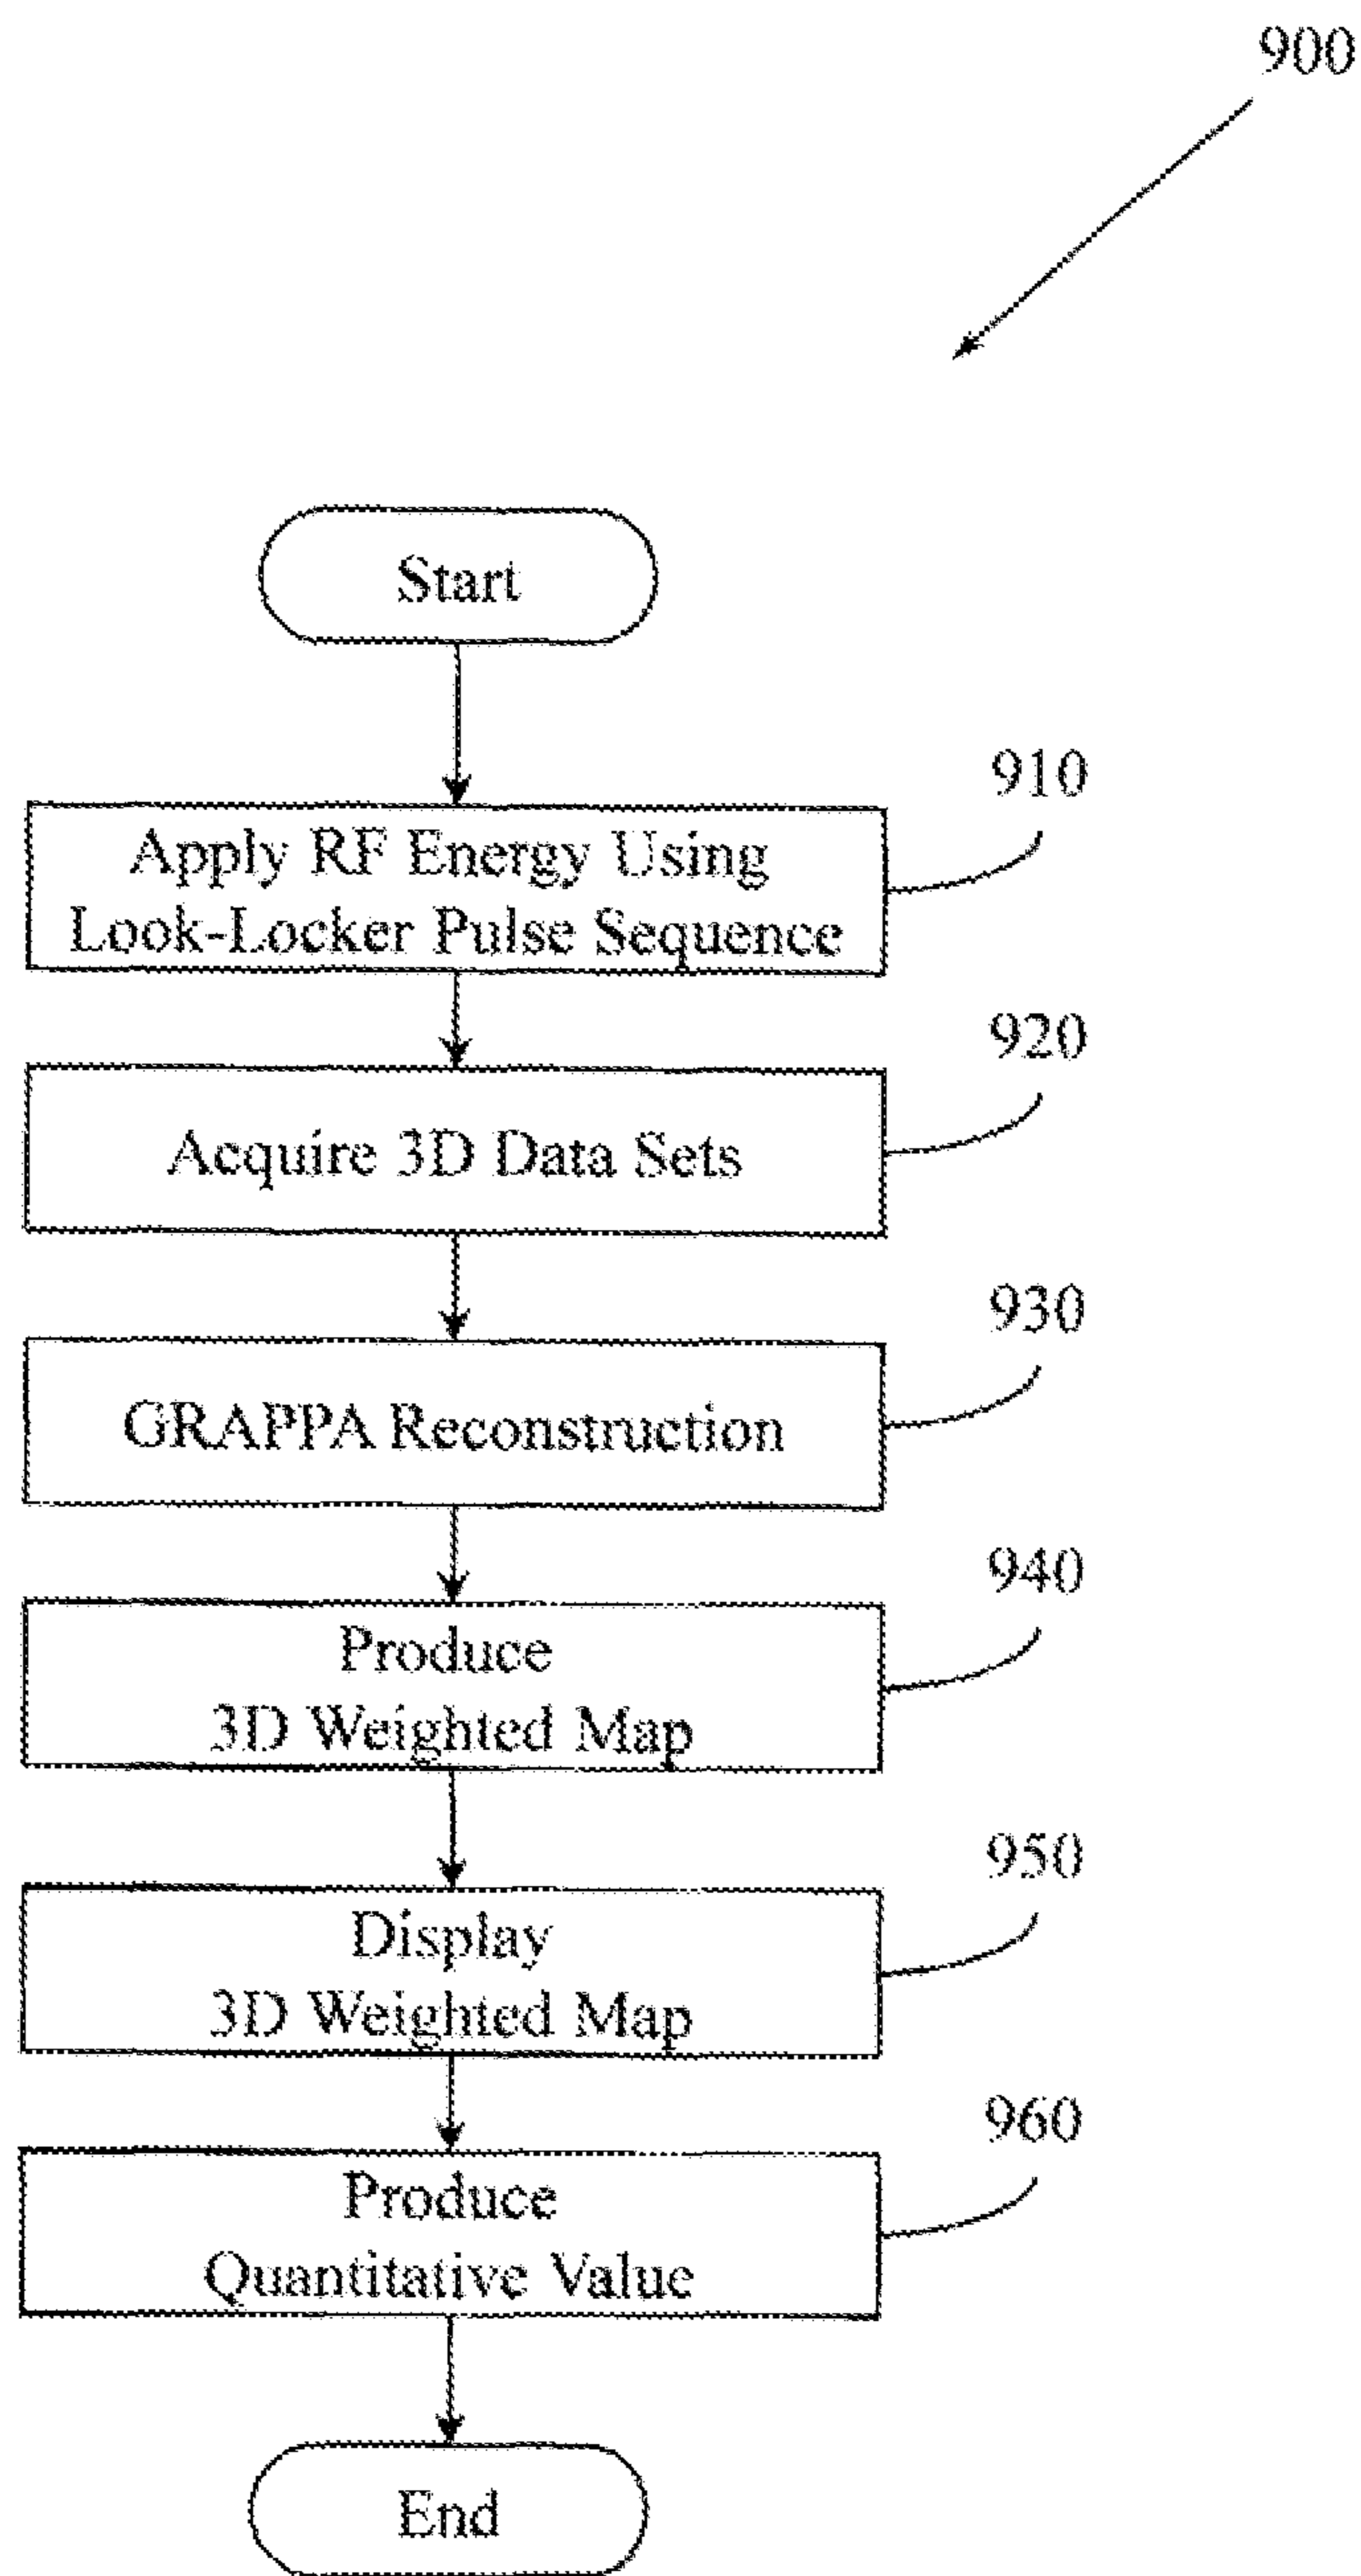 900
Start
910
Apply RF Energy Using
Look-Locker Pulse Sequence
920
Acquire 3D Data Sets
930
GRAPPA Reconstruction
940
Produce
3D Weighted Map
950
Display
3D Weighted Map
960
Produce
Quantitative Value
End